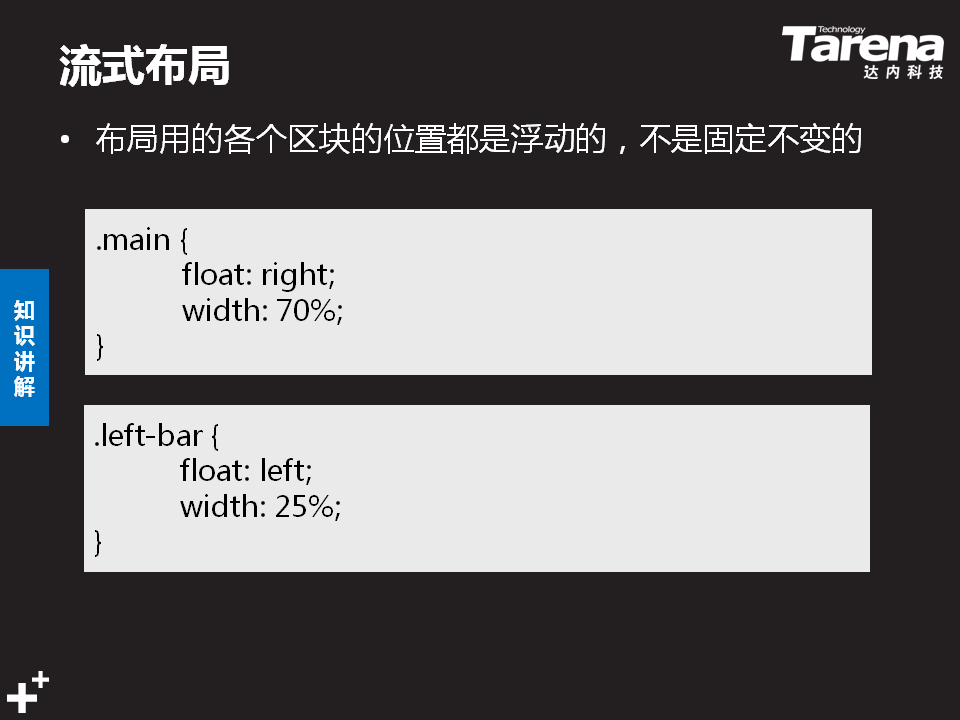 流式布局
Technology
Tarena
达内科技
• 布局用的各个区块的位置都是浮动的，不是固定不变的
.main {
float: right;
width: 70%;
}
知识讲解
.left-bar {
float: left;
width: 25%;
}